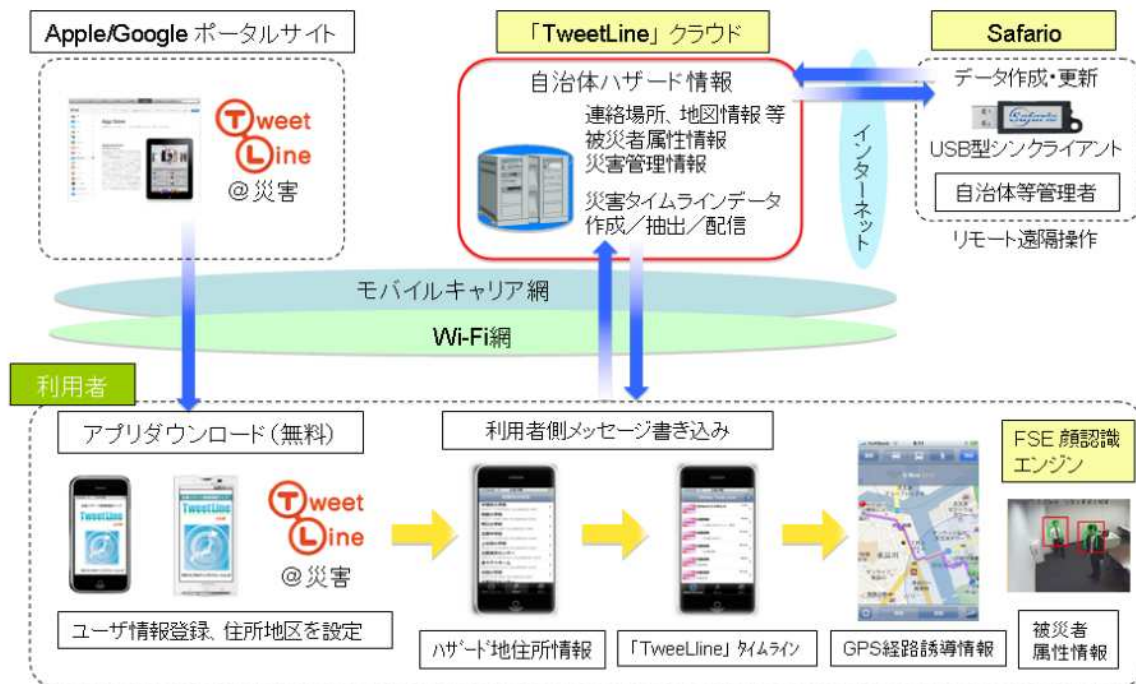 Apple/Google ポータルサイト
Tweet
Line
@災害
「TweetLine」クラウド
自治体ハザード情報
連絡場所、地図情報 等
被災者属性情報
災害管理情報
災害タイムラインデータ
作成／抽出／配信
インターネット
Safario
データ作成・更新
Safario
USB型シンクライアント
自治体等管理者
リモート遠隔操作
モバイルキャリア網
Wi-Fi網
利用者
アプリダウンロード（無料）
TweetLine
TweetLine
Tweet
Line
@災害
ユーザ情報登録、住所地区を設定
利用者側メッセージ書き込み
ﾊｻﾞｰﾄﾞ地住所情報
「TweeLline」ﾀｲﾑﾗｲﾝ
GPS経路誘導情報
FSE 顔認識
エンジン
被災者
属性情報